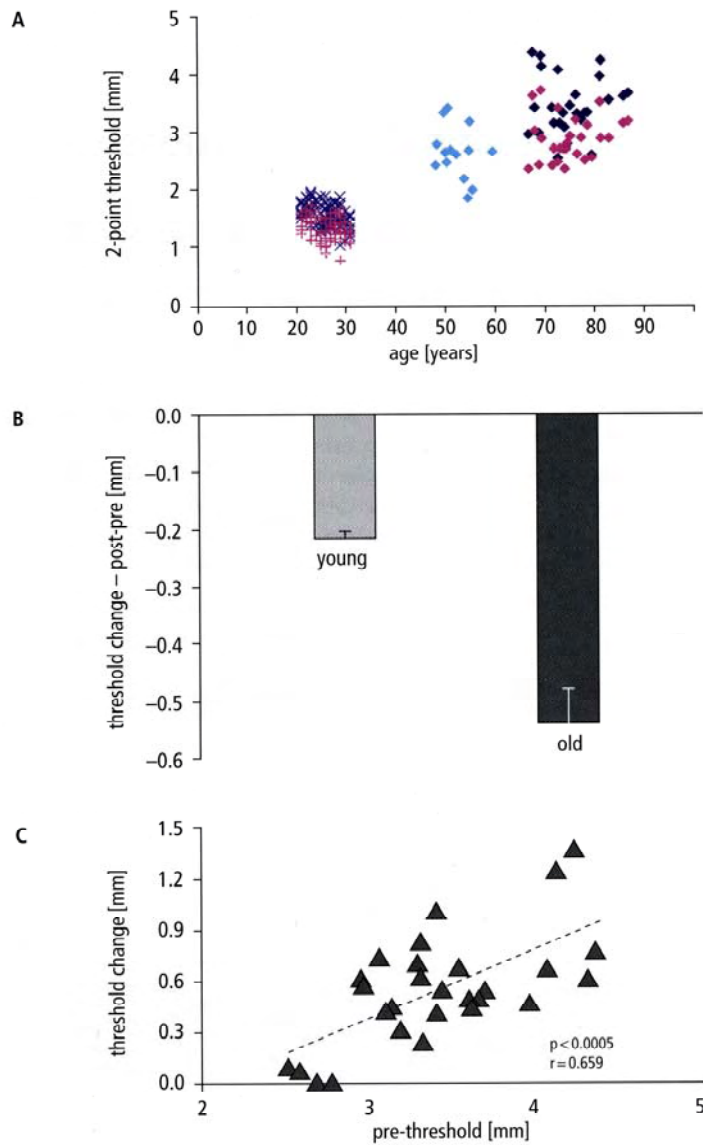 A
2-point threshold [mm]
5
4
3
2
1
0
0 10 20 30 40 50 60 70 80 90
age [years]
B
threshold change – post-pre [mm]
0.0
–0.1
–0.2
–0.3
–0.4
–0.5
–0.6
young
old
C
threshold change [mm]
1.5
1.2
0.9
0.6
0.3
0.0
p<0.0005
r=0.659
2 3 4 5
pre-threshold [mm]